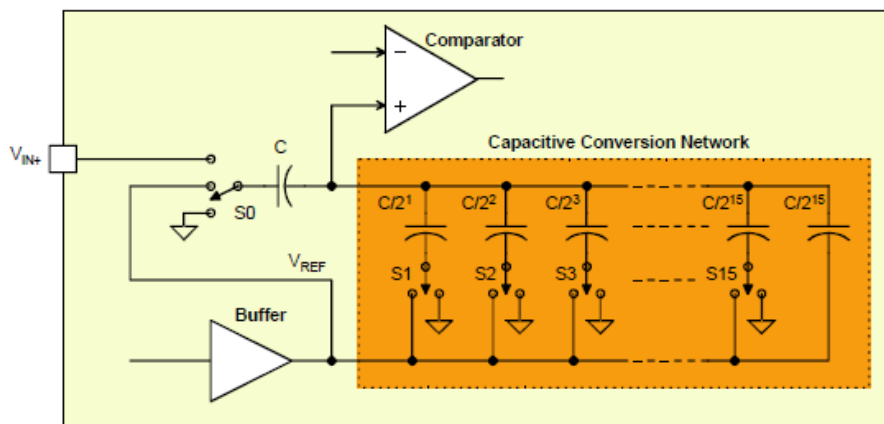 Comparator
−
+
VIN+
C
S0
VREF
Buffer
Capacitive Conversion Network
C/2¹ C/2² C/2³ C/2¹⁵ C/2¹⁵
S1 S2 S3 S15